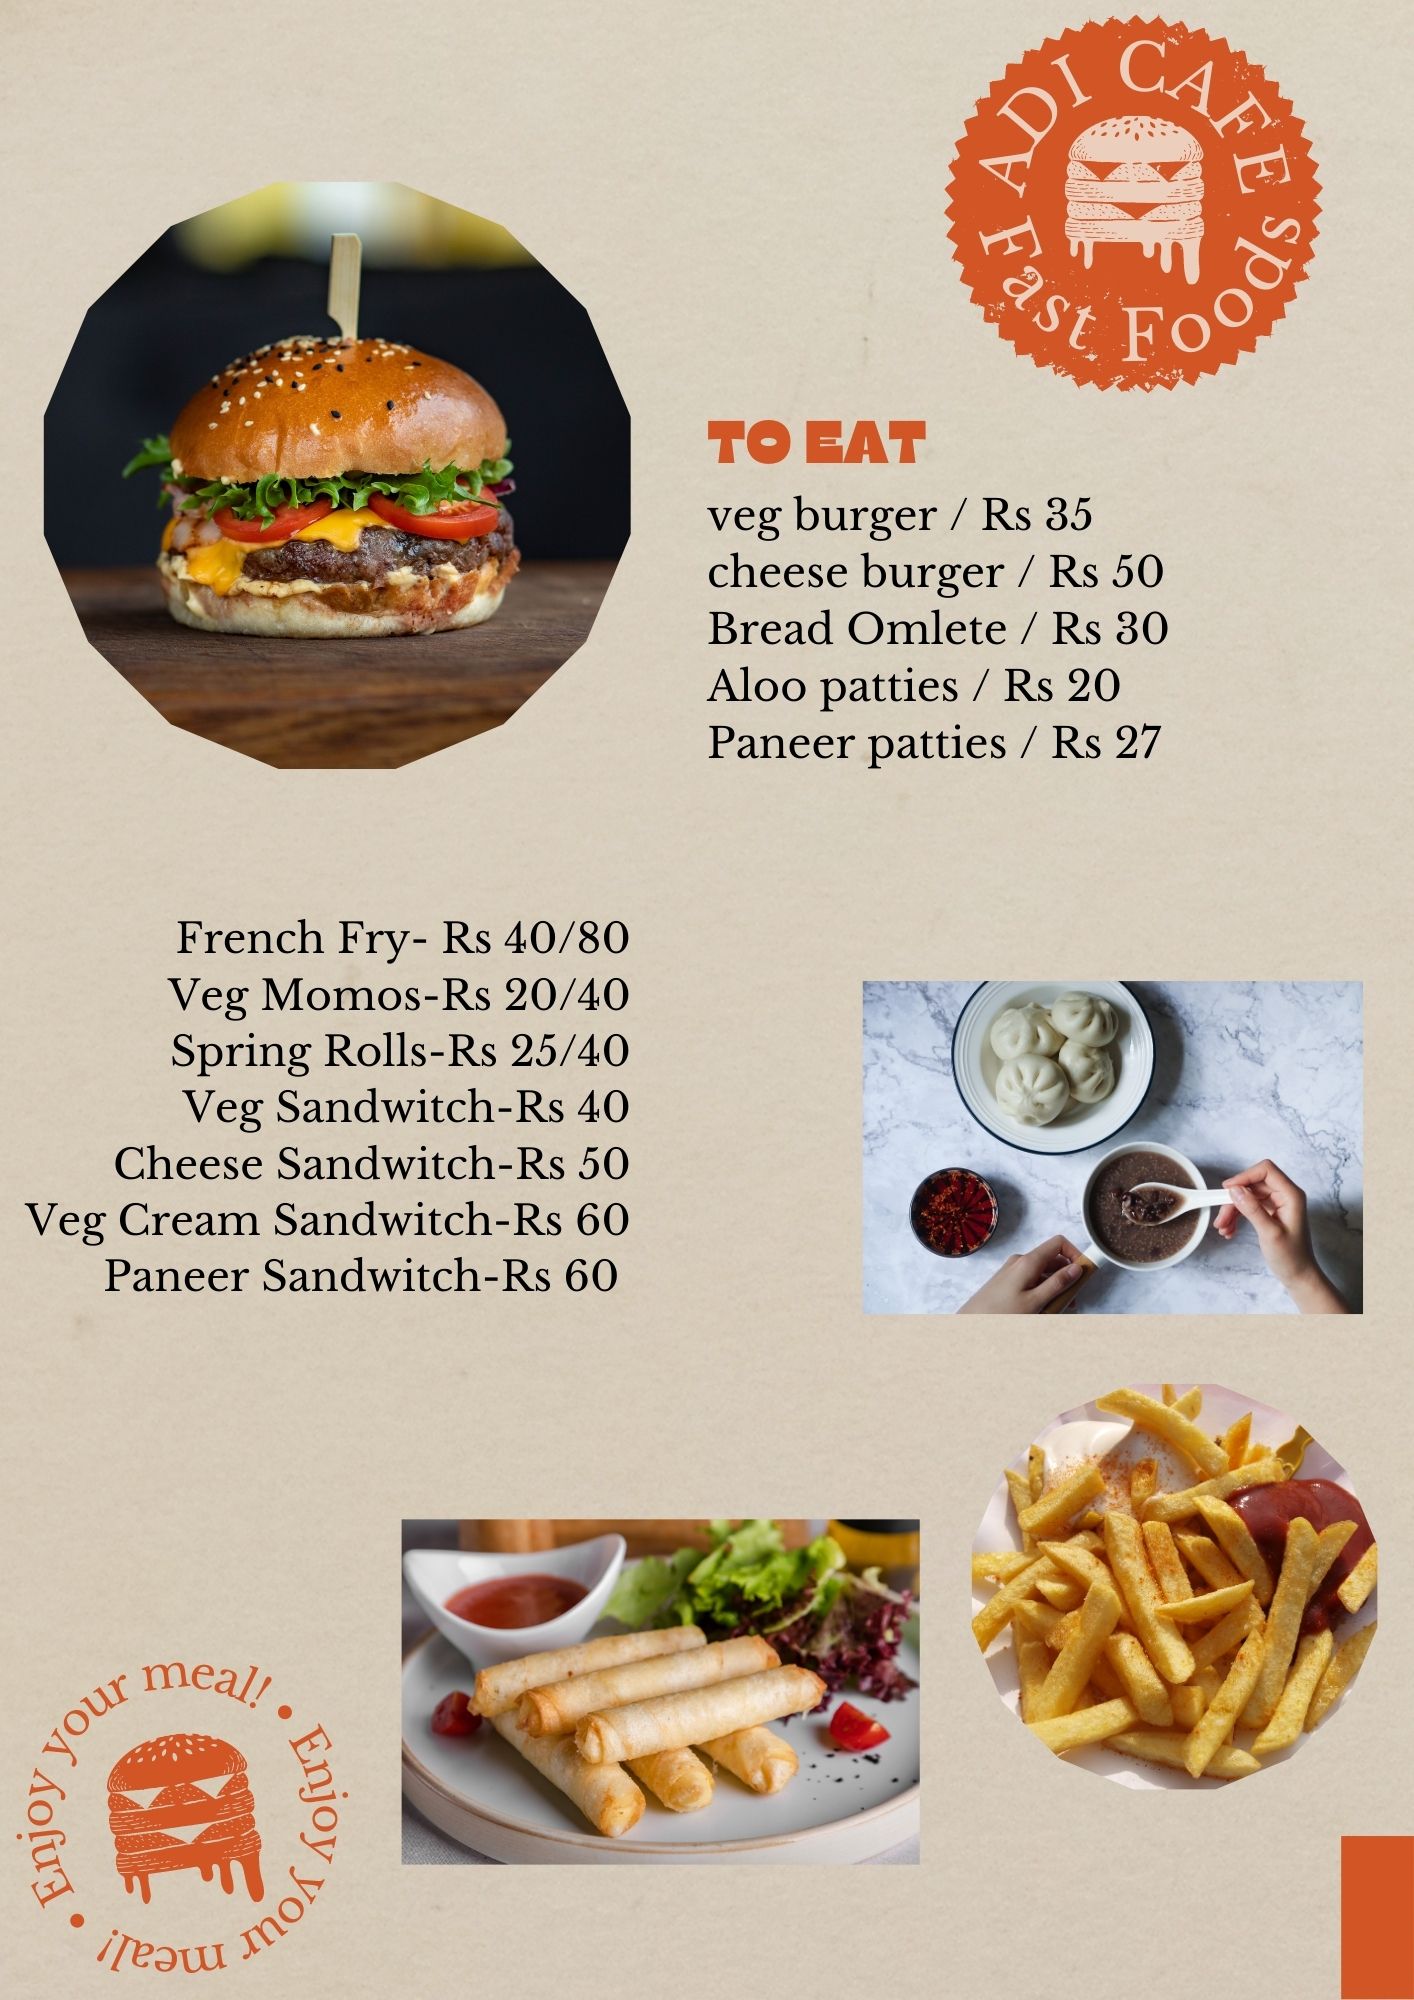 ADI CAFE
Fast Foods
TO EAT
veg burger / Rs 35
cheese burger / Rs 50
Bread Omlete / Rs 30
Aloo patties / Rs 20
Paneer patties / Rs 27
French Fry- Rs 40/80
Veg Momos-Rs 20/40
Spring Rolls-Rs 25/40
Veg Sandwitch-Rs 40
Cheese Sandwitch-Rs 50
Veg Cream Sandwitch-Rs 60
Paneer Sandwitch-Rs 60
Enjoy your meal! •
Enjoy your meal! •